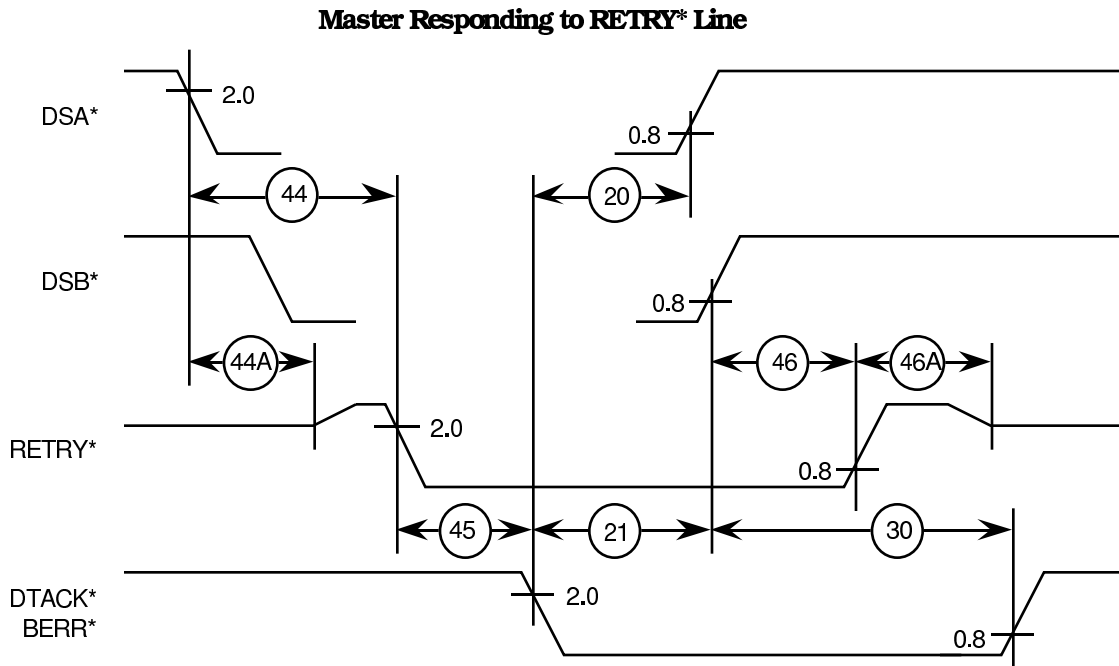 Master Responding to RETRY* Line
DSA*
2.0
0.8
44
20
DSB*
0.8
44A
46
46A
RETRY*
2.0
0.8
45
21
30
DTACK*
BERR*
2.0
0.8